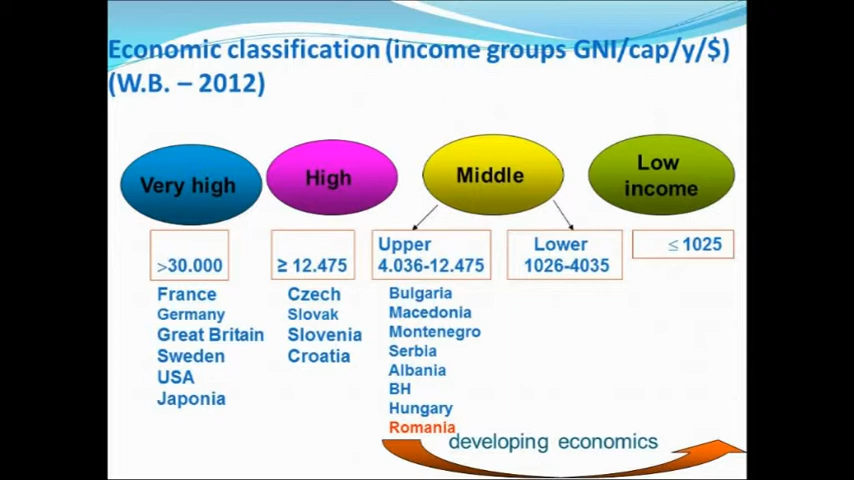 Economic classification (income groups GNI/cap/y/$)
(W.B. – 2012)
Very high
High
Middle
Low
income
>30.000
≥ 12.475
Upper
4.036-12.475
Lower
1026-4035
≤ 1025
France
Germany
Great Britain
Sweden
USA
Japonia
Czech
Slovak
Slovenia
Croatia
Bulgaria
Macedonia
Montenegro
Serbia
Albania
BH
Hungary
Romania
developing economics